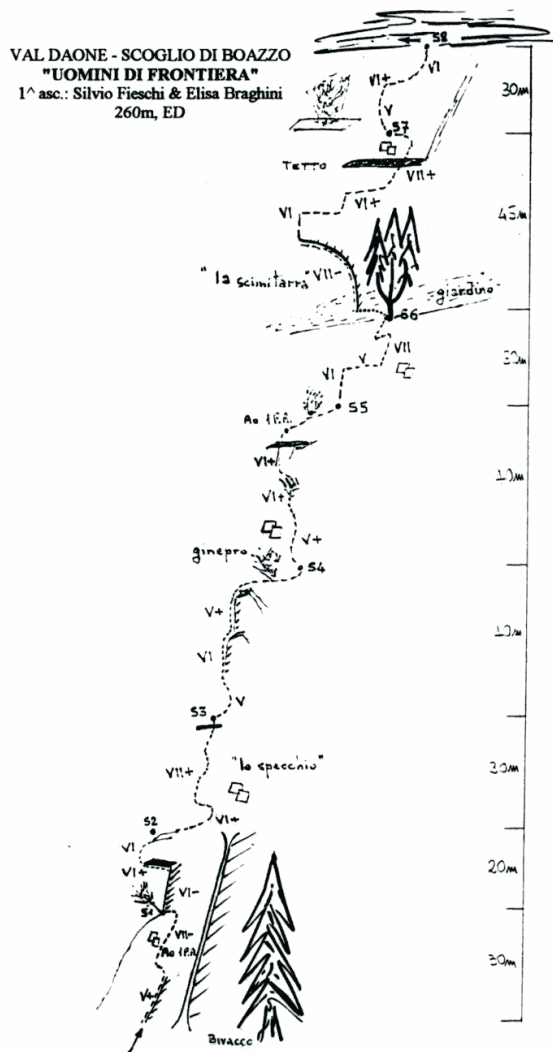 VAL DAONE - SCOGLIO DI BOAZZO
"UOMINI DI FRONTIERA"
1^ asc.: Silvio Fieschi & Elisa Braghini
260m, ED
S8
VI
VI+
30m
V
S7
TETTO
VII+
VI+
VI
45m
"la scimitarra"
VII-
giardino
S6
VII
V
30m
VI
S5
Ao 1P.R.
VI+
VI+
V+
ginepro
S4
V+
VI
V
S3
"lo specchio"
VII+
30m
VI+
S2
VI
VI+
VI-
20m
S1
VII-
Ao 1P.R.
30m
V+
BIVACCO